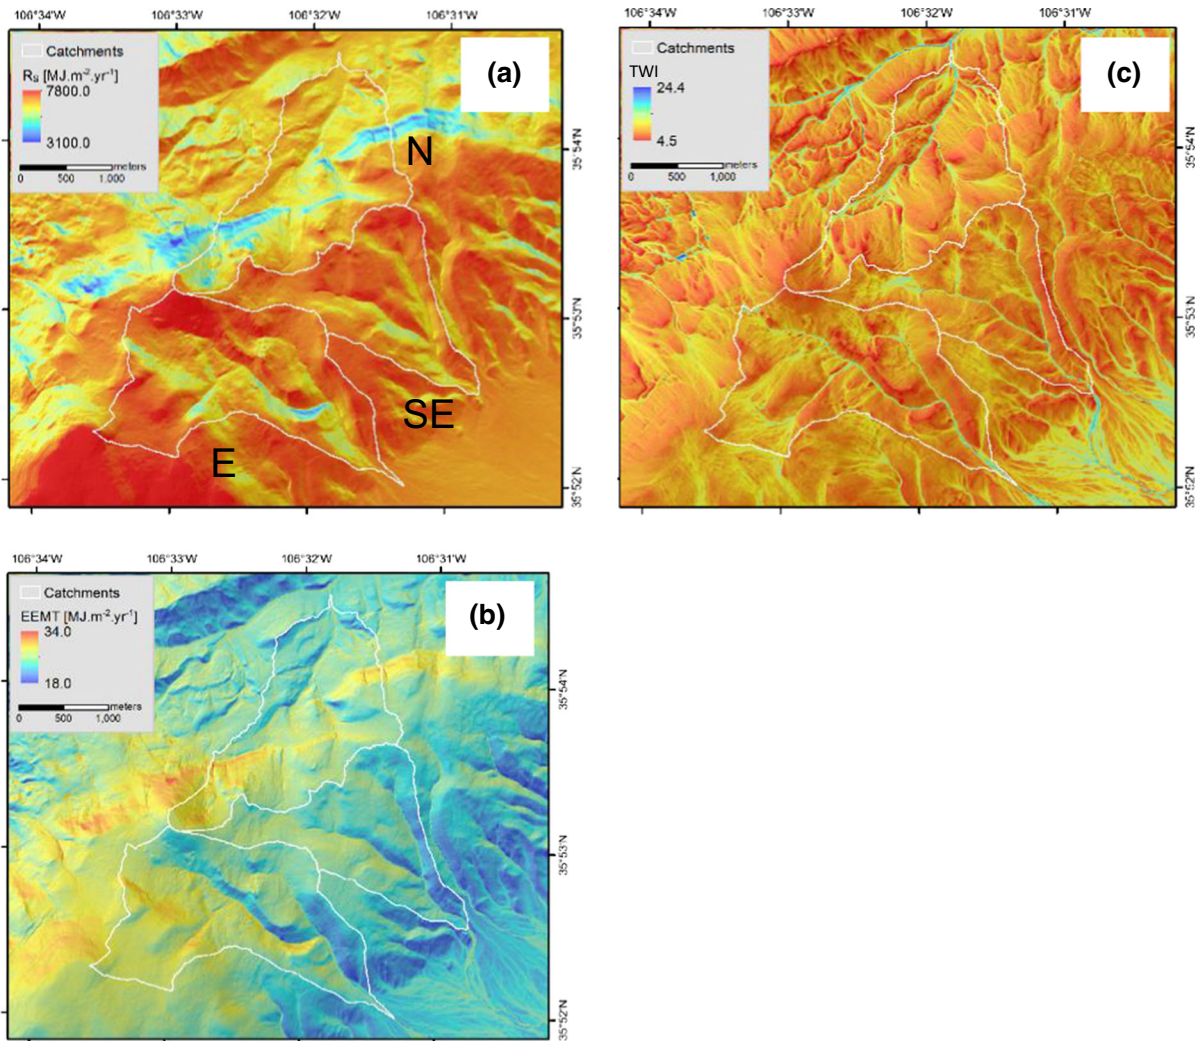 106°34'W 106°33'W 106°32'W 106°31'W
Catchments
Rs [MJ.m-2.yr-1]
7800.0
3100.0
meters
0 500 1,000
(a)
N
SE
E
35°54'N
35°53'N
35°52'N
106°34'W 106°33'W 106°32'W 106°31'W
Catchments
TWI
24.4
4.5
meters
0 500 1,000
(c)
35°54'N
35°53'N
35°52'N
106°34'W 106°33'W 106°32'W 106°31'W
Catchments
EEMT [MJ.m-2.yr-1]
34.0
18.0
meters
0 500 1,000
(b)
35°54'N
35°53'N
35°52'N